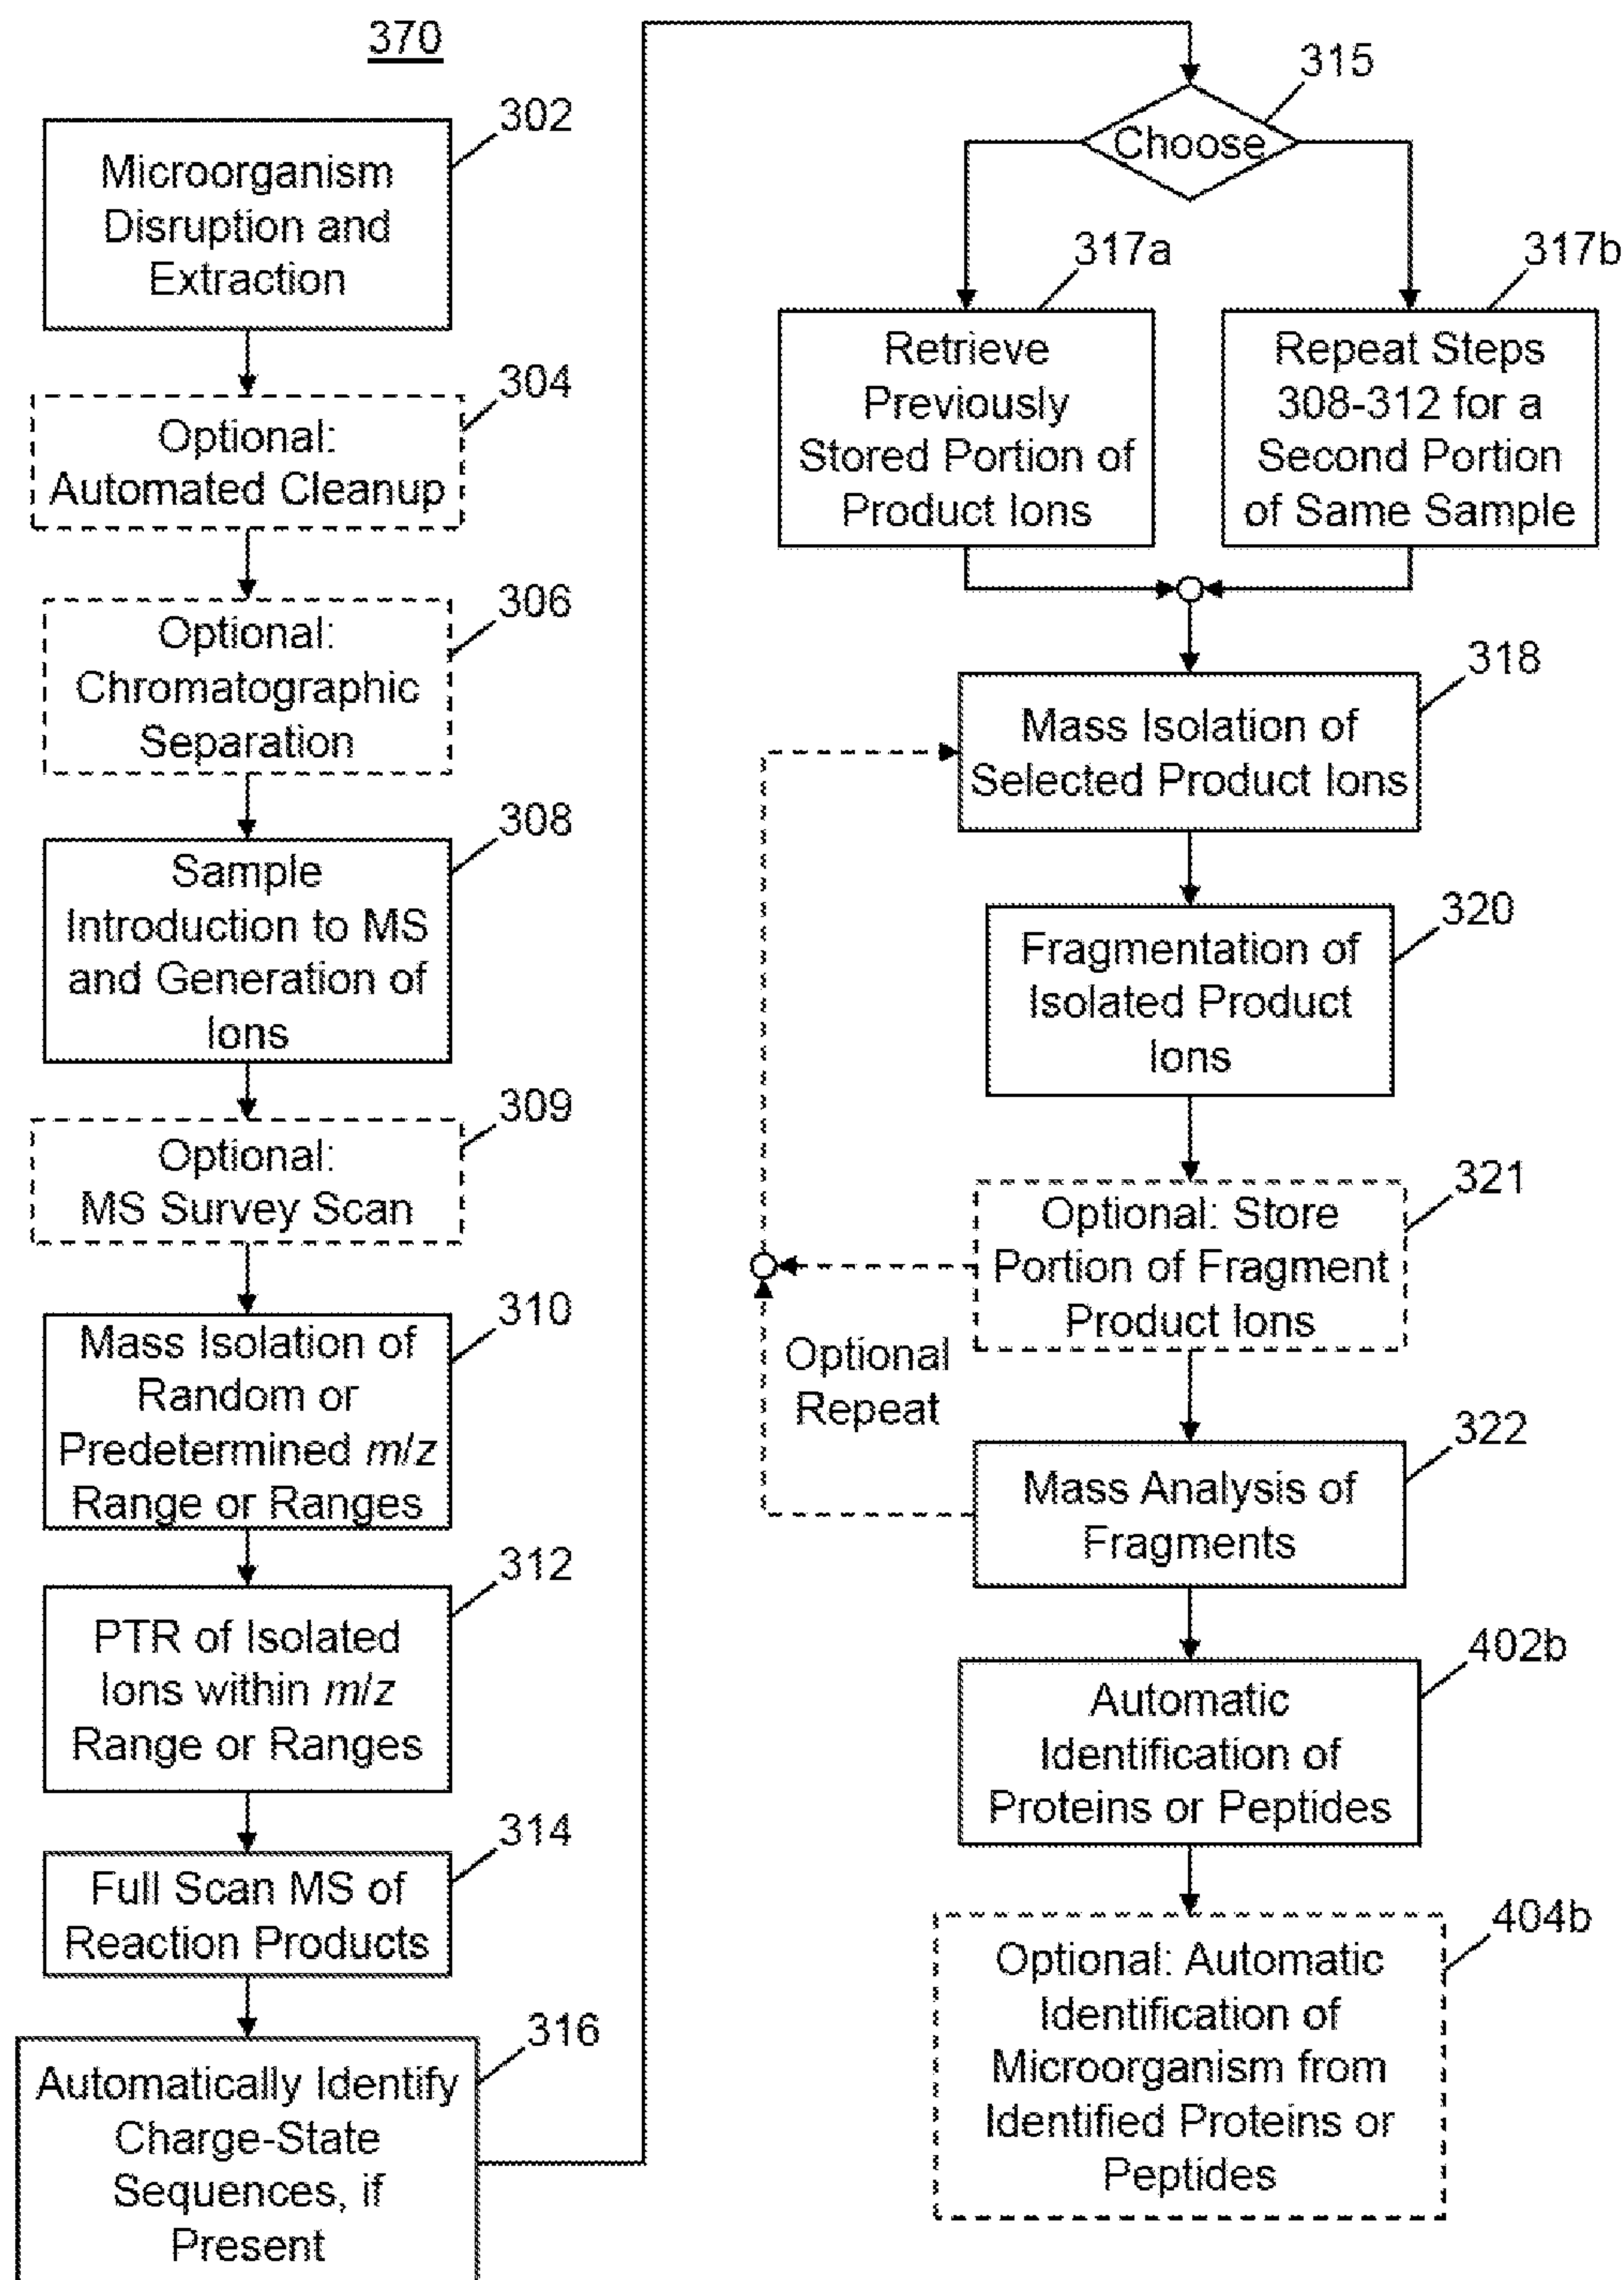 370
302
Microorganism
Disruption and
Extraction
304
Optional:
Automated Cleanup
306
Optional:
Chromatographic
Separation
308
Sample
Introduction to MS
and Generation of
Ions
309
Optional:
MS Survey Scan
310
Mass Isolation of
Random or
Predetermined m/z
Range or Ranges
312
PTR of Isolated
Ions within m/z
Range or Ranges
314
Full Scan MS of
Reaction Products
316
Automatically Identify
Charge-State
Sequences, if
Present
315
Choose
317a
Retrieve
Previously
Stored Portion of
Product Ions
317b
Repeat Steps
308-312 for a
Second Portion
of Same Sample
318
Mass Isolation of
Selected Product Ions
320
Fragmentation of
Isolated Product
Ions
321
Optional: Store
Portion of Fragment
Product Ions
Optional
Repeat
322
Mass Analysis of
Fragments
402b
Automatic
Identification of
Proteins or Peptides
404b
Optional: Automatic
Identification of
Microorganism from
Identified Proteins or
Peptides